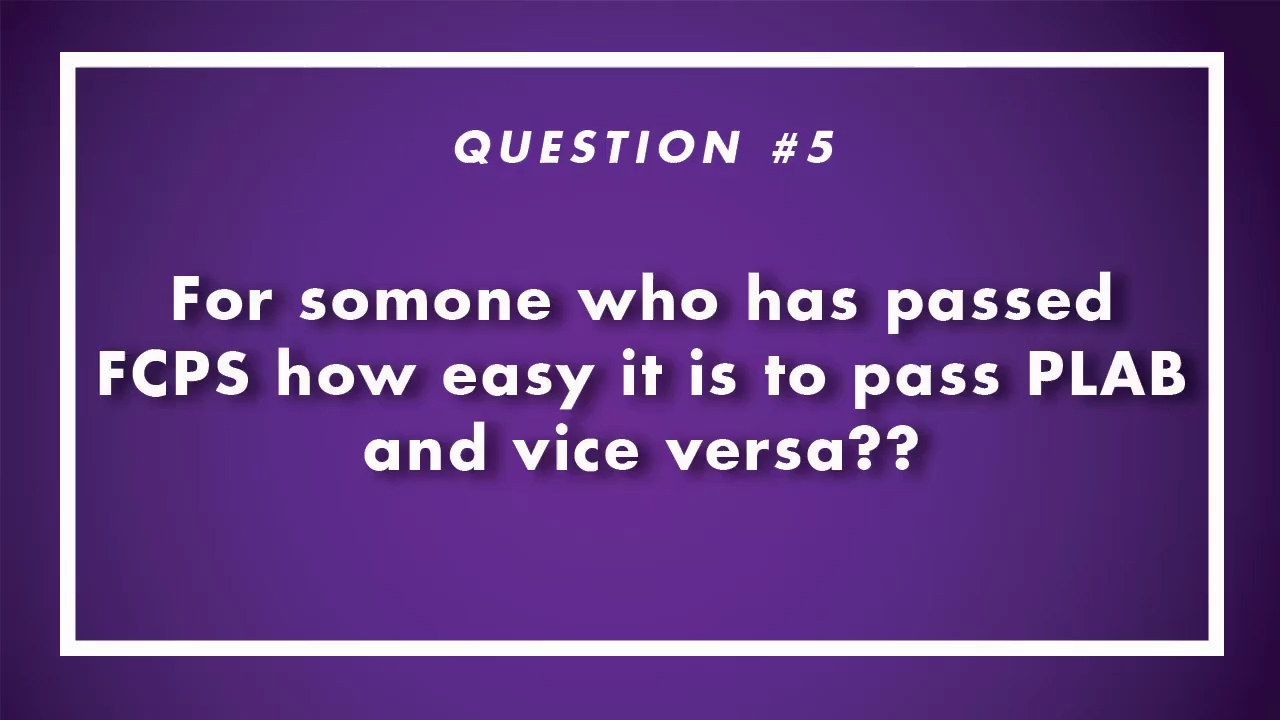 QUESTION #5
For somone who has passed
FCPS how easy it is to pass PLAB
and vice versa??